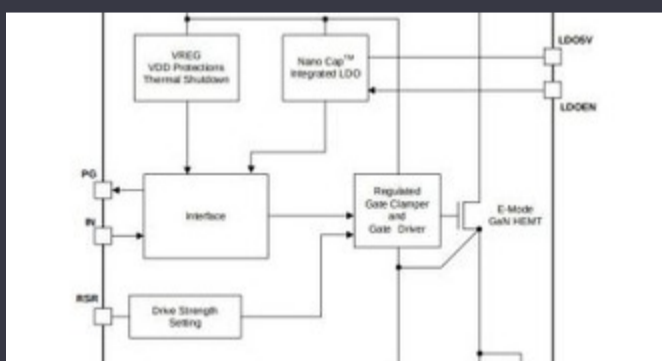 VREG
VDD Protections
Thermal Shutdown
Nano Cap™
Integrated LDO
LDO5V
LDOEN
PG
IN
Interface
Regulated
Gate Clamper
and
Gate Driver
E-Mode
GaN HEMT
RSR
Drive Strength
Setting